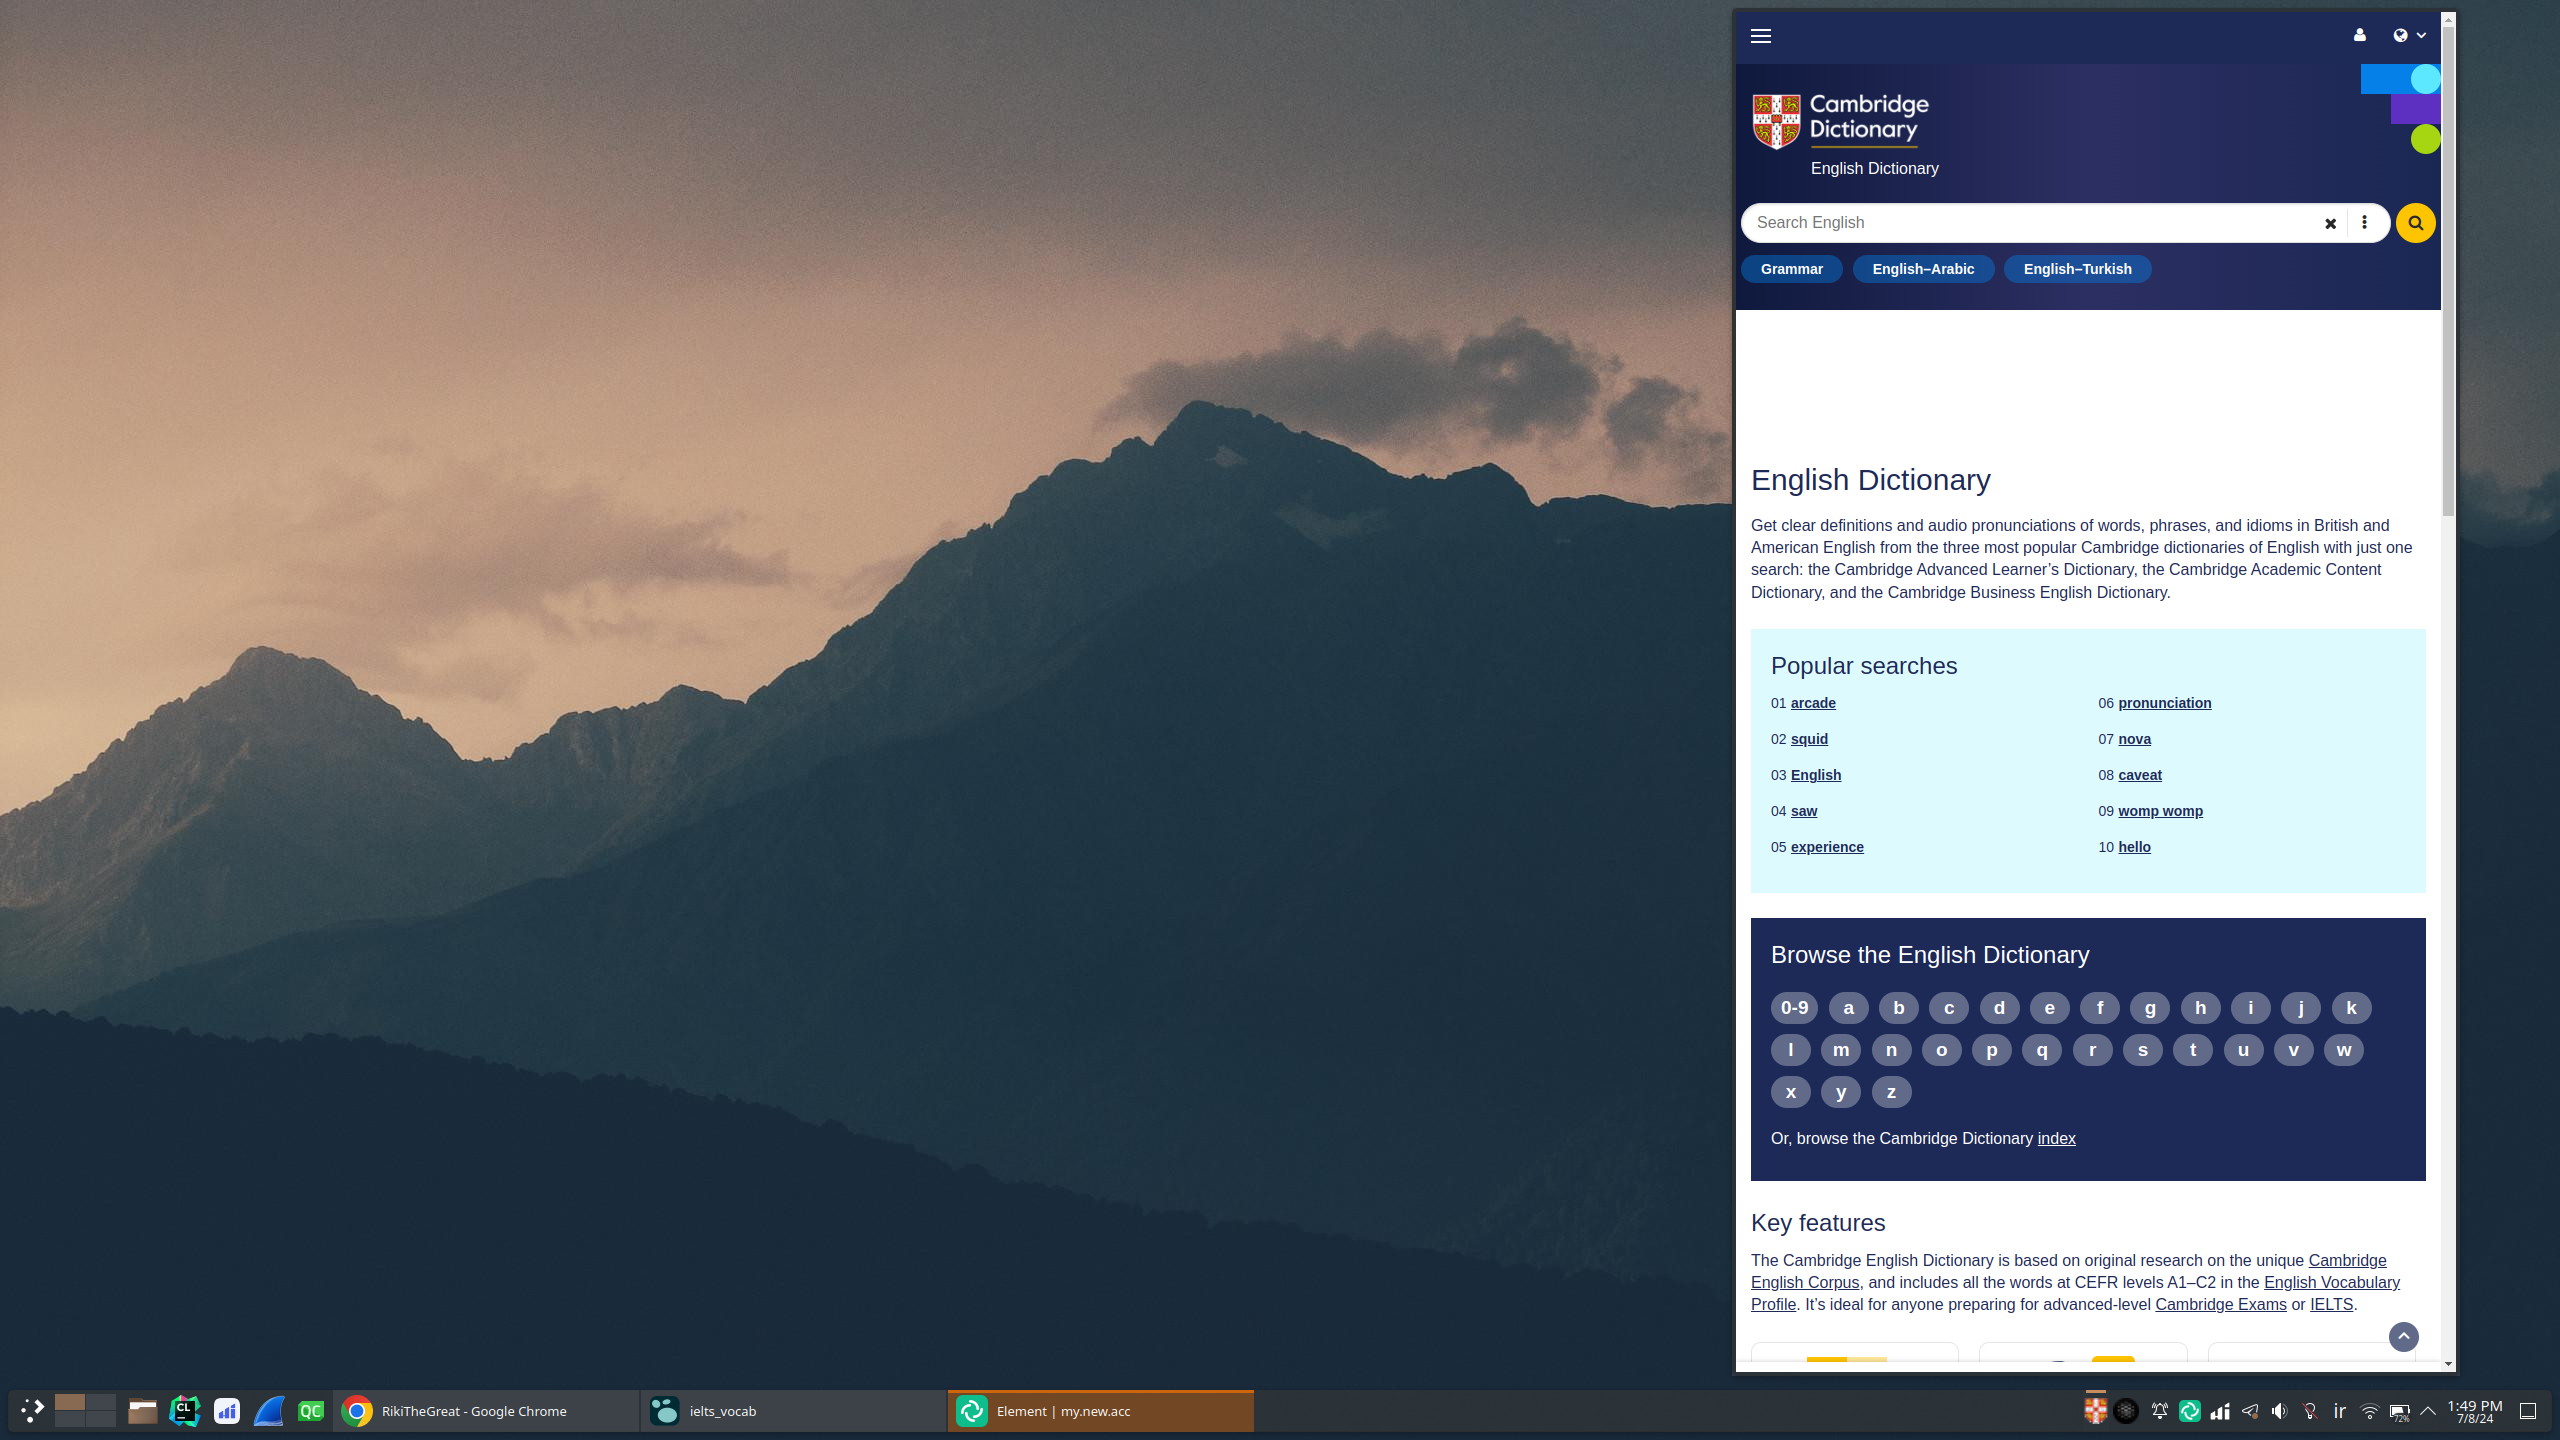 Cambridge
Dictionary
English Dictionary
Search English
Grammar
English–Arabic
English–Turkish
English Dictionary
Get clear definitions and audio pronunciations of words, phrases, and idioms in British and
American English from the three most popular Cambridge dictionaries of English with just one
search: the Cambridge Advanced Learner’s Dictionary, the Cambridge Academic Content
Dictionary, and the Cambridge Business English Dictionary.
Popular searches
01 arcade
02 squid
03 English
04 saw
05 experience
06 pronunciation
07 nova
08 caveat
09 womp womp
10 hello
Browse the English Dictionary
0-9 a b c d e f g h i j k
l m n o p q r s t u v w
x y z
Or, browse the Cambridge Dictionary index
Key features
The Cambridge English Dictionary is based on original research on the unique Cambridge
English Corpus, and includes all the words at CEFR levels A1–C2 in the English Vocabulary
Profile. It’s ideal for anyone preparing for advanced-level Cambridge Exams or IELTS.
CL
QC
RikiTheGreat - Google Chrome
ielts_vocab
Element | my.new.acc
ir
72%
1:49 PM
7/8/24